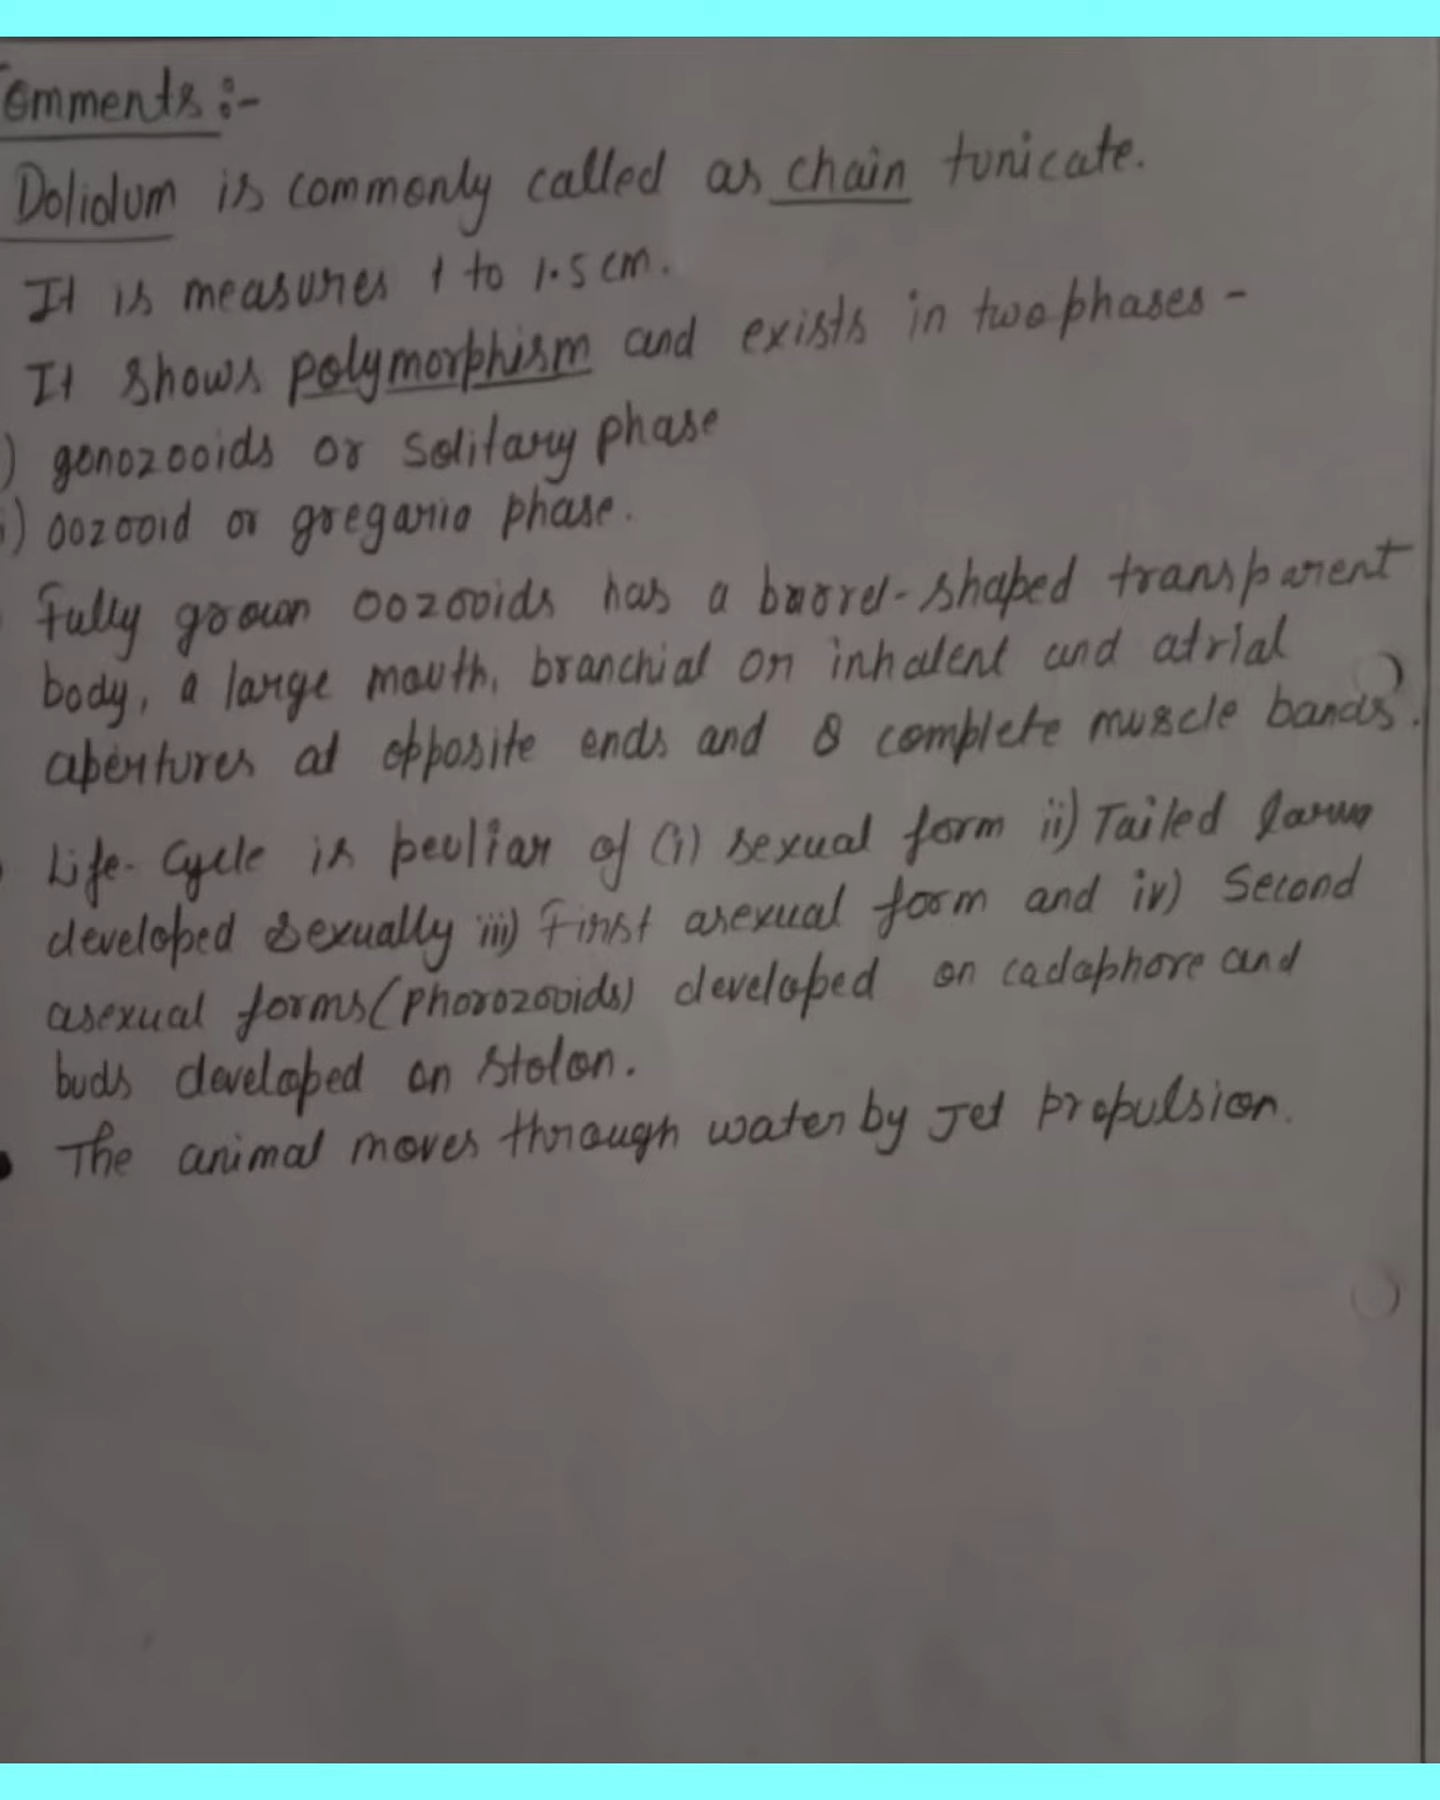 Comments :-
Doliolum is commonly called as chain tunicate.
It is measures 1 to 1.5 cm.
It shows polymorphism and exists in two phases -
) gonozooids or solitary phase
i) oozooid or gregario phase.
Fully grown oozooids has a barrel-shaped transparent
body, a large mouth, branchial or inhalent and atrial
apertures at opposite ends and 8 complete muscle bands.
Life-Cycle is peuliar of (i) sexual form ii) Tailed larva
developed sexually iii) First asexual form and iv) Second
asexual forms (Phorozooids) developed on cadophore and
buds developed on stolon.
• The animal moves through water by Jet propulsion.